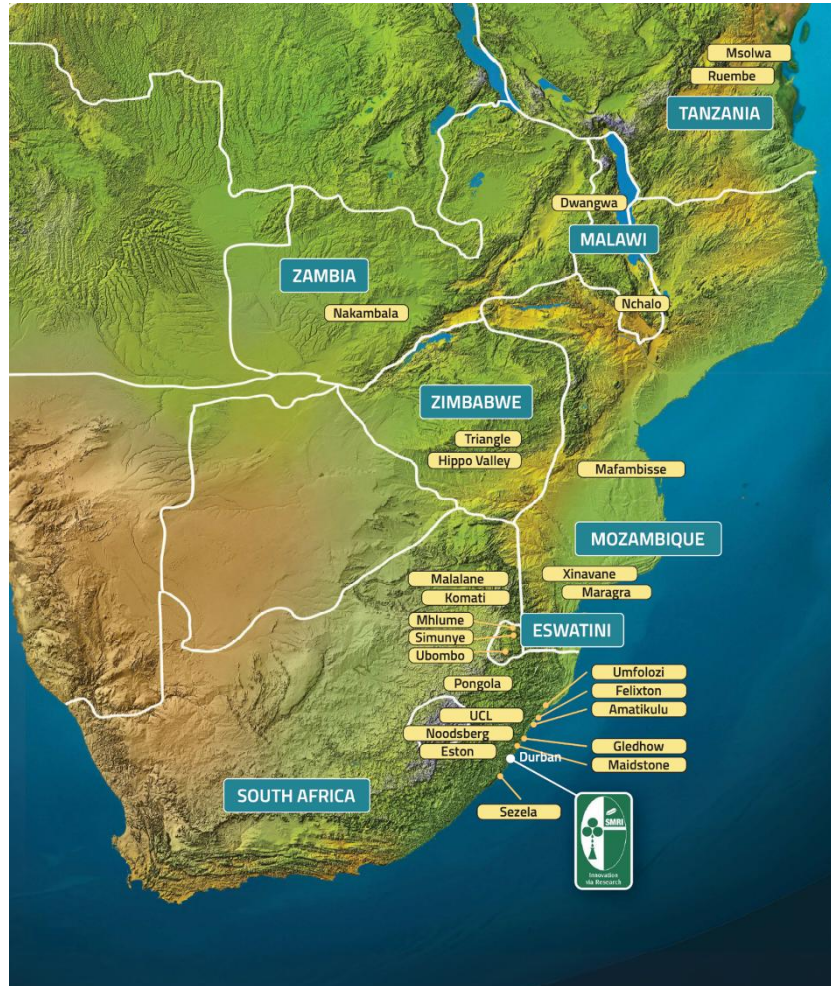 Msolwa
Ruembe
TANZANIA
Dwangwa
MALAWI
ZAMBIA
Nchalo
Nakambala
ZIMBABWE
Triangle
Hippo Valley
Mafambisse
MOZAMBIQUE
Malalane
Xinavane
Komati
Maragra
Mhlume
ESWATINI
Simunye
Ubombo
Umfolozi
Pongola
Felixton
UCL
Amatikulu
Noodsberg
Gledhow
Eston
Durban
Maidstone
SOUTH AFRICA
Sezela
SMRI
Innovation
via Research